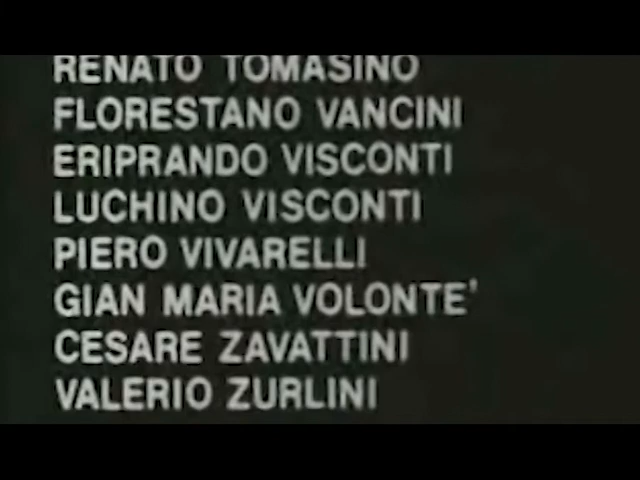 RENATO TOMASINO
FLORESTANO VANCINI
ERIPRANDO VISCONTI
LUCHINO VISCONTI
PIERO VIVARELLI
GIAN MARIA VOLONTE'
CESARE ZAVATTINI
VALERIO ZURLINI